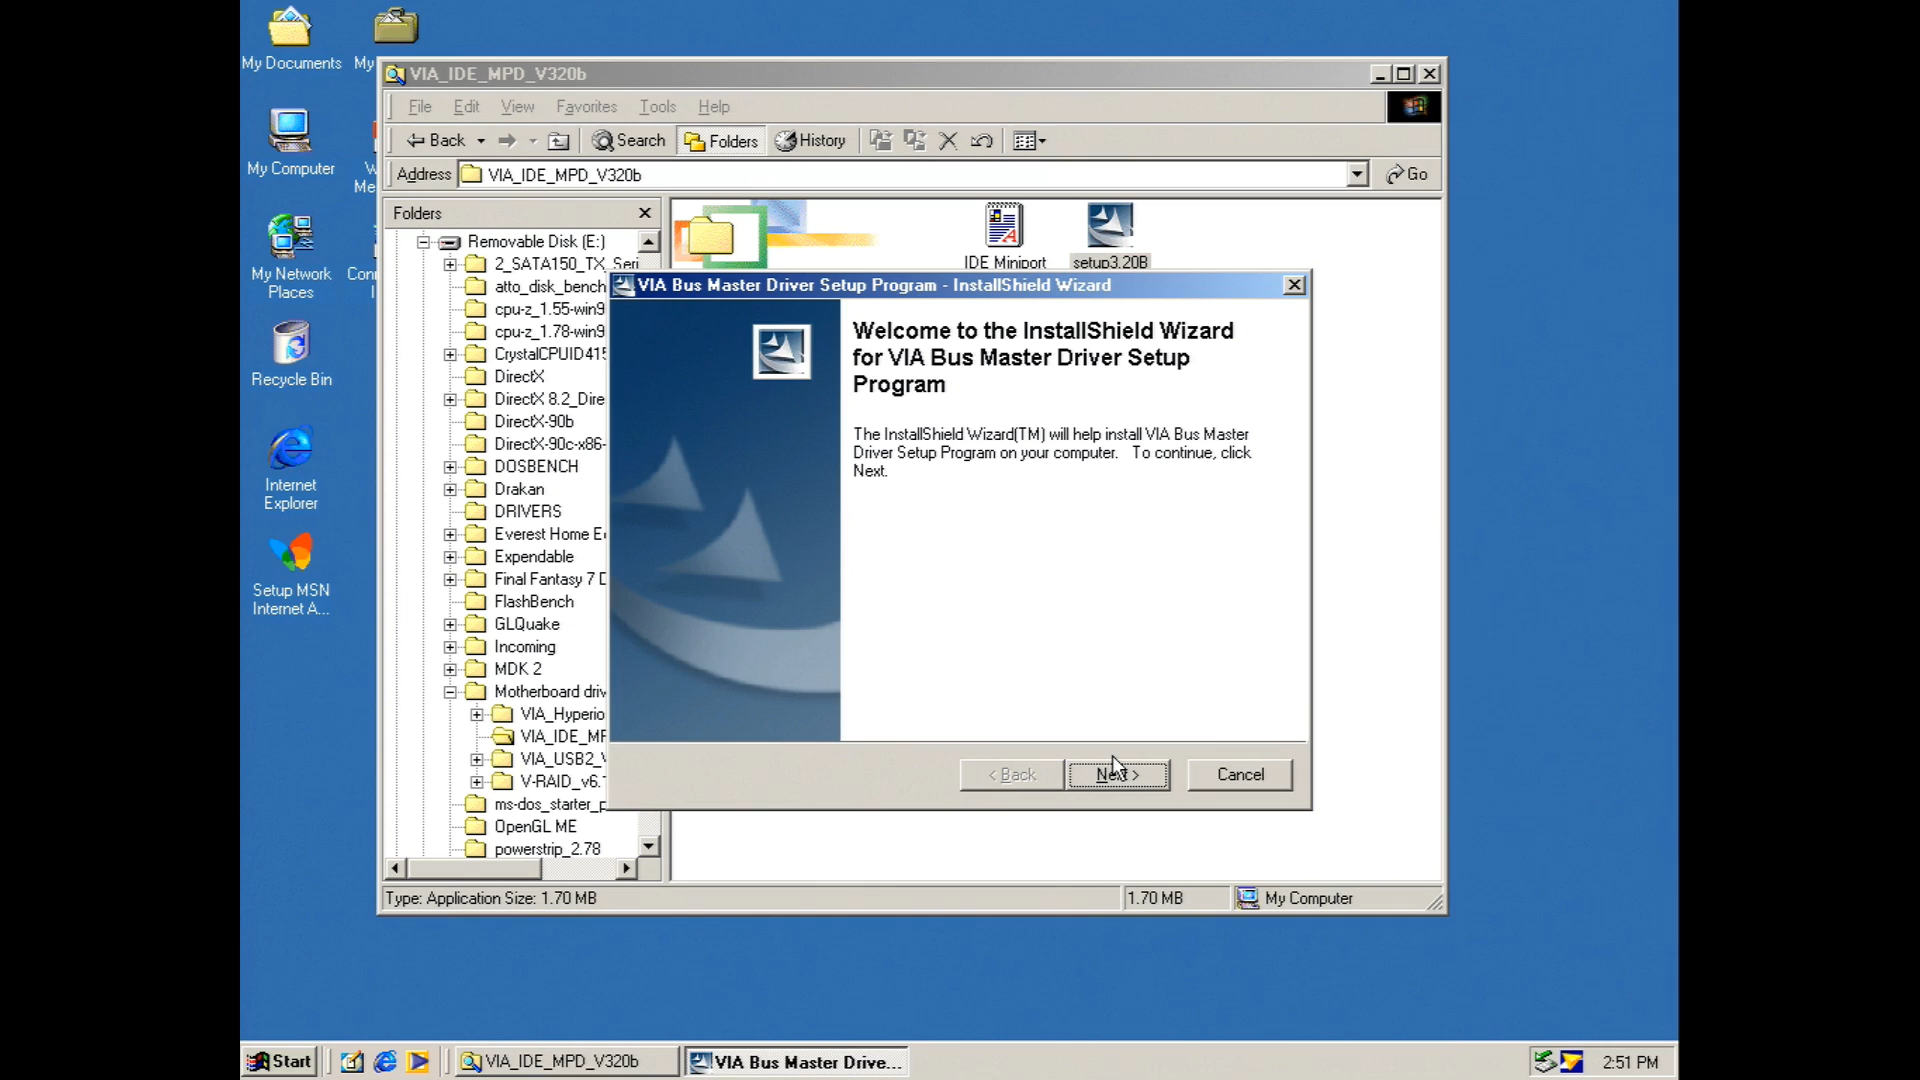 My Documents
My
My Computer
W
Me
My Network
Places
Con
I
Recycle Bin
Internet
Explorer
Setup MSN
Internet A...
VIA_IDE_MPD_V320b
File Edit View Favorites Tools Help
Back Search Folders History
Address VIA_IDE_MPD_V320b Go
Folders
Removable Disk (E:)
2_SATA150_TX_Seri
atto_disk_bench
cpu-z_1.55-win9
cpu-z_1.78-win9
CrystalCPUID415
DirectX
DirectX 8.2_Dire
DirectX-90b
DirectX-90c-x86-
DOSBENCH
Drakan
DRIVERS
Everest Home E
Expendable
Final Fantasy 7 D
FlashBench
GLQuake
Incoming
MDK 2
Motherboard driv
VIA_Hyperio
VIA_IDE_MP
VIA_USB2_V
V-RAID_v6.
ms-dos_starter_p
OpenGL ME
powerstrip_2.78
IDE Miniport
setup3.20B
VIA Bus Master Driver Setup Program - InstallShield Wizard
Welcome to the InstallShield Wizard
for VIA Bus Master Driver Setup
Program
The InstallShield Wizard(TM) will help install VIA Bus Master
Driver Setup Program on your computer. To continue, click
Next.
< Back Next > Cancel
Type: Application Size: 1.70 MB 1.70 MB My Computer
Start VIA_IDE_MPD_V320b VIA Bus Master Drive... 2:51 PM